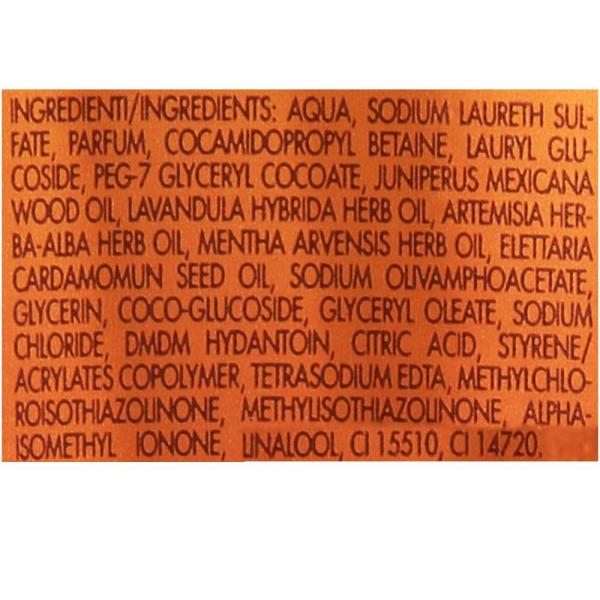 INGREDIENTI/INGREDIENTS: AQUA, SODIUM LAURETH SUL-
FATE, PARFUM, COCAMIDOPROPYL BETAINE, LAURYL GLU-
COSIDE, PEG-7 GLYCERYL COCOATE, JUNIPERUS MEXICANA
WOOD OIL, LAVANDULA HYBRIDA HERB OIL, ARTEMISIA HER-
BA-ALBA HERB OIL, MENTHA ARVENSIS HERB OIL, ELETTARIA
CARDAMOMUN SEED OIL, SODIUM OLIVAMPHOACETATE,
GLYCERIN, COCO-GLUCOSIDE, GLYCERYL OLEATE, SODIUM
CHLORIDE, DMDM HYDANTOIN, CITRIC ACID, STYRENE/
ACRYLATES COPOLYMER, TETRASODIUM EDTA, METHYLCHLO-
ROISOTHIAZOLINONE, METHYLISOTHIAZOLINONE, ALPHA-
ISOMETHYL IONONE, LINALOOL, CI 15510, CI 14720.